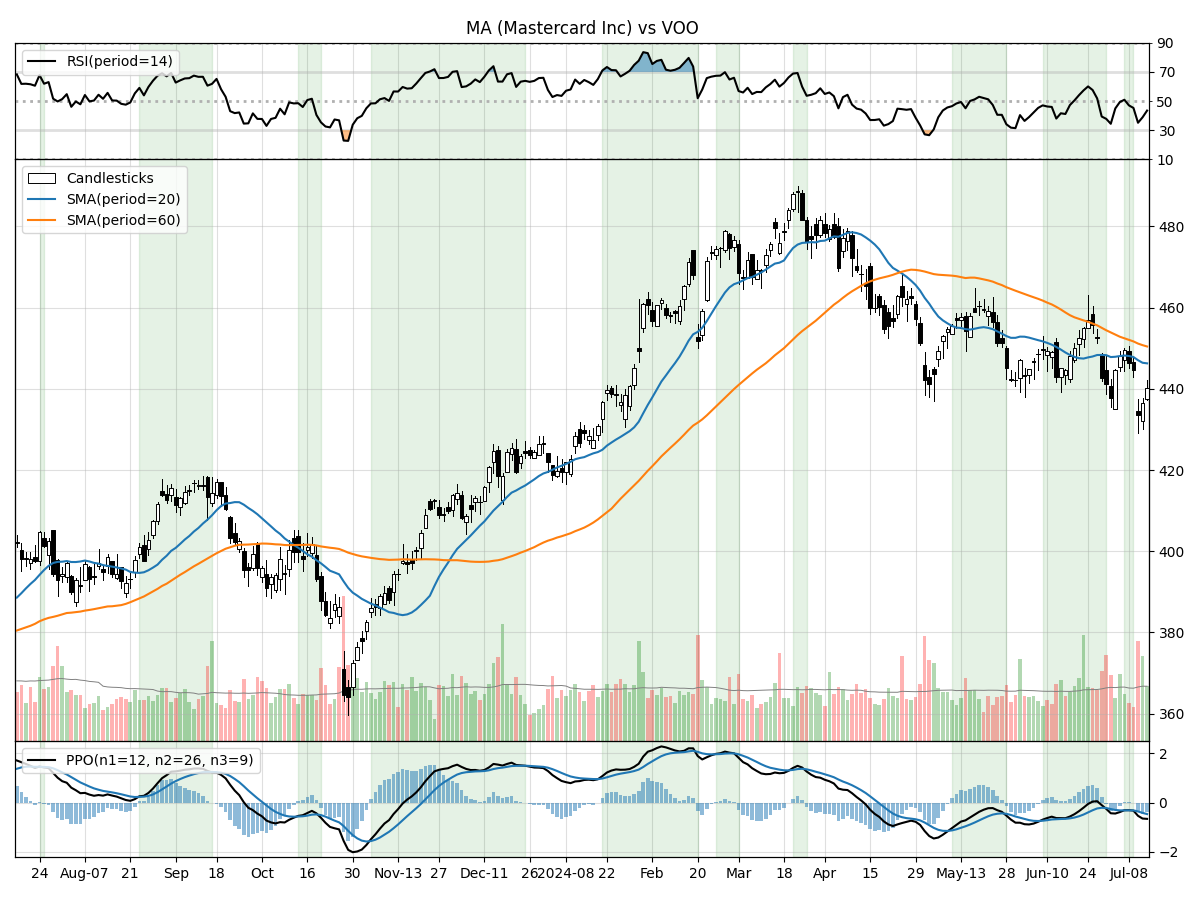 MA (Mastercard Inc) vs VOO
RSI(period=14)
90
70
50
30
10
Candlesticks
SMA(period=20)
SMA(period=60)
480
460
440
420
400
380
360
PPO(n1=12, n2=26, n3=9)
2
0
−2
24 Aug-07 21 Sep 18 Oct 16 30 Nov-13 27 Dec-11 26 2024-08 22 Feb 20 Mar 18 Apr 15 29 May-13 28 Jun-10 24 Jul-08